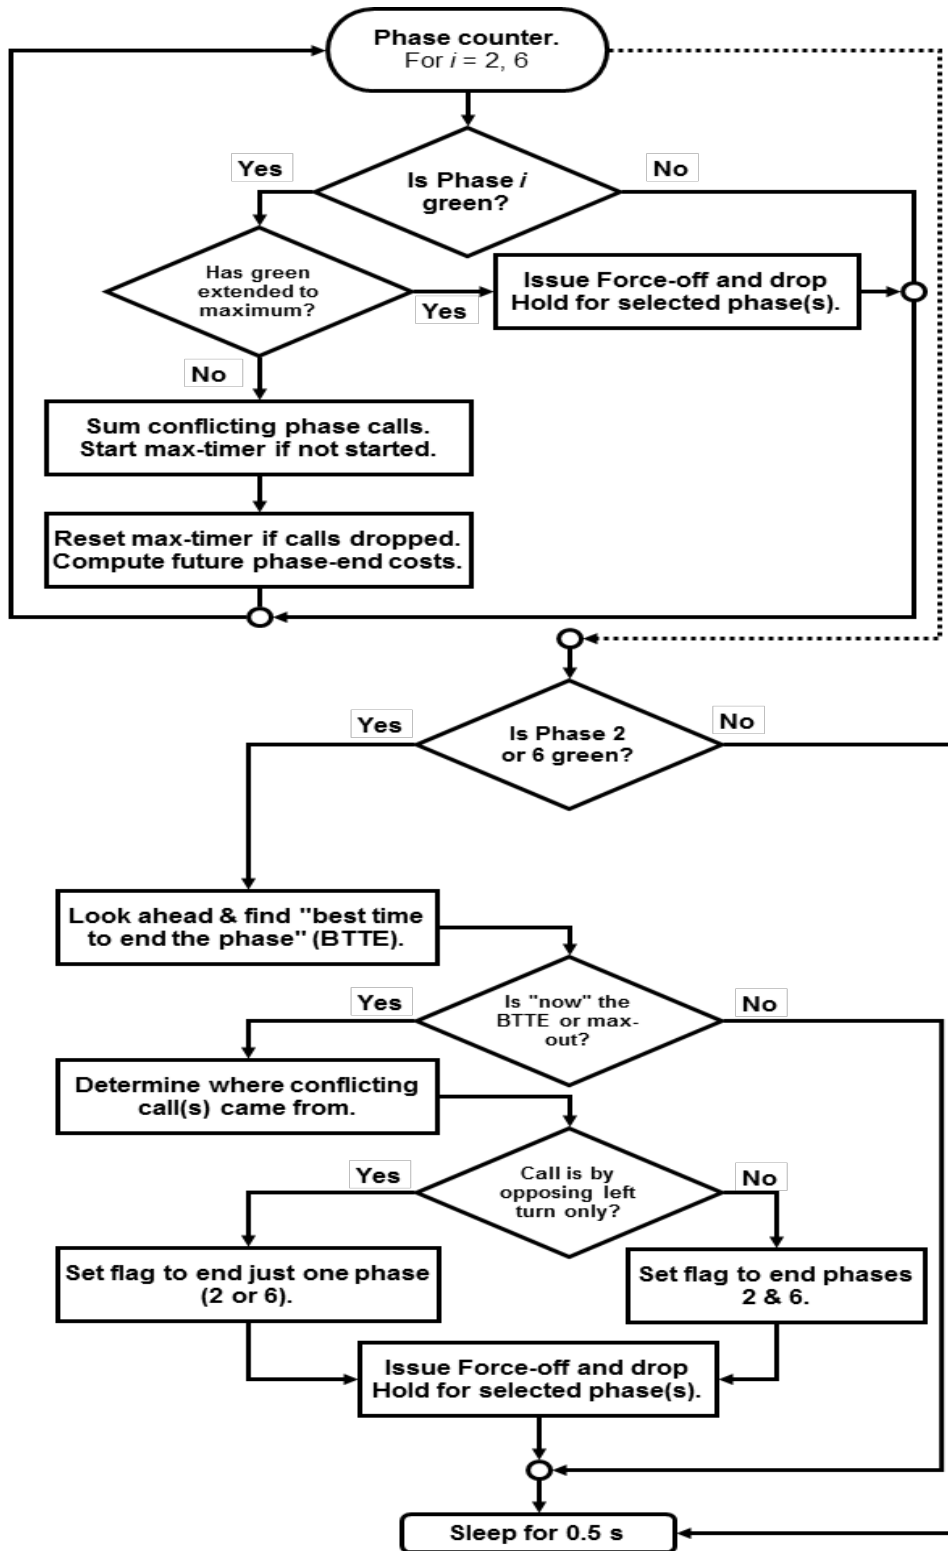 Phase counter.
For i = 2, 6
Yes
No
Is Phase i
green?
Has green
extended to
maximum?
Yes
Issue Force-off and drop
Hold for selected phase(s).
No
Sum conflicting phase calls.
Start max-timer if not started.
Reset max-timer if calls dropped.
Compute future phase-end costs.
Yes
No
Is Phase 2
or 6 green?
Look ahead & find "best time
to end the phase" (BTTE).
Yes
No
Is "now" the
BTTE or max-
out?
Determine where conflicting
call(s) came from.
Yes
No
Call is by
opposing left
turn only?
Set flag to end just one phase
(2 or 6).
Set flag to end phases
2 & 6.
Issue Force-off and drop
Hold for selected phase(s).
Sleep for 0.5 s